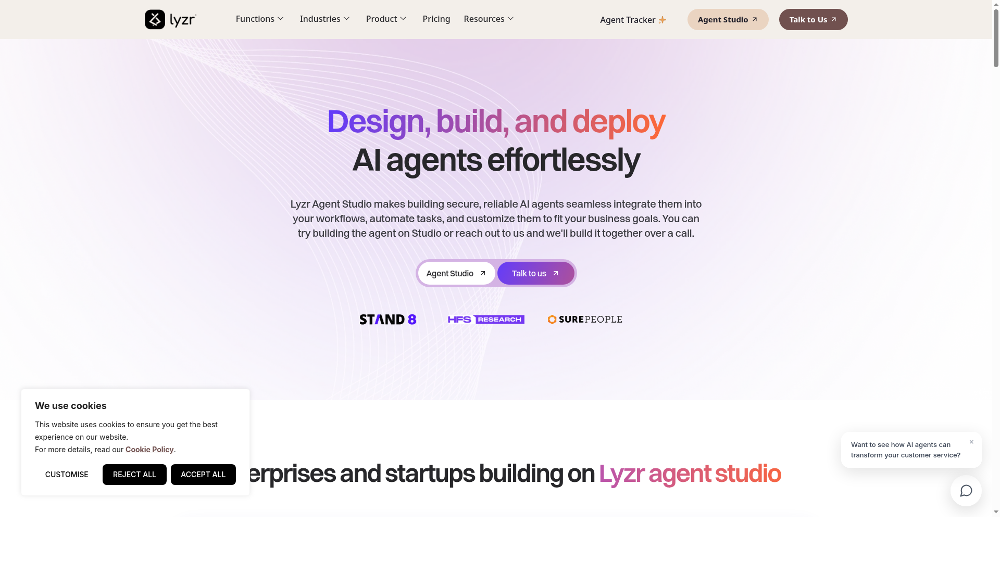 lyzr
Functions
Industries
Product
Pricing
Resources
Agent Tracker
Agent Studio
Talk to Us
Design, build, and deploy
AI agents effortlessly
Lyzr Agent Studio makes building secure, reliable AI agents seamless integrate them into
your workflows, automate tasks, and customize them to fit your business goals. You can
try building the agent on Studio or reach out to us and we'll build it together over a call.
Agent Studio
Talk to us
STAND 8
HFS RESEARCH
SUREPEOPLE
We use cookies
This website uses cookies to ensure you get the best
experience on our website.
For more details, read our Cookie Policy.
CUSTOMISE
REJECT ALL
ACCEPT ALL
erprises and startups building on Lyzr agent studio
Want to see how AI agents can
transform your customer service?
×